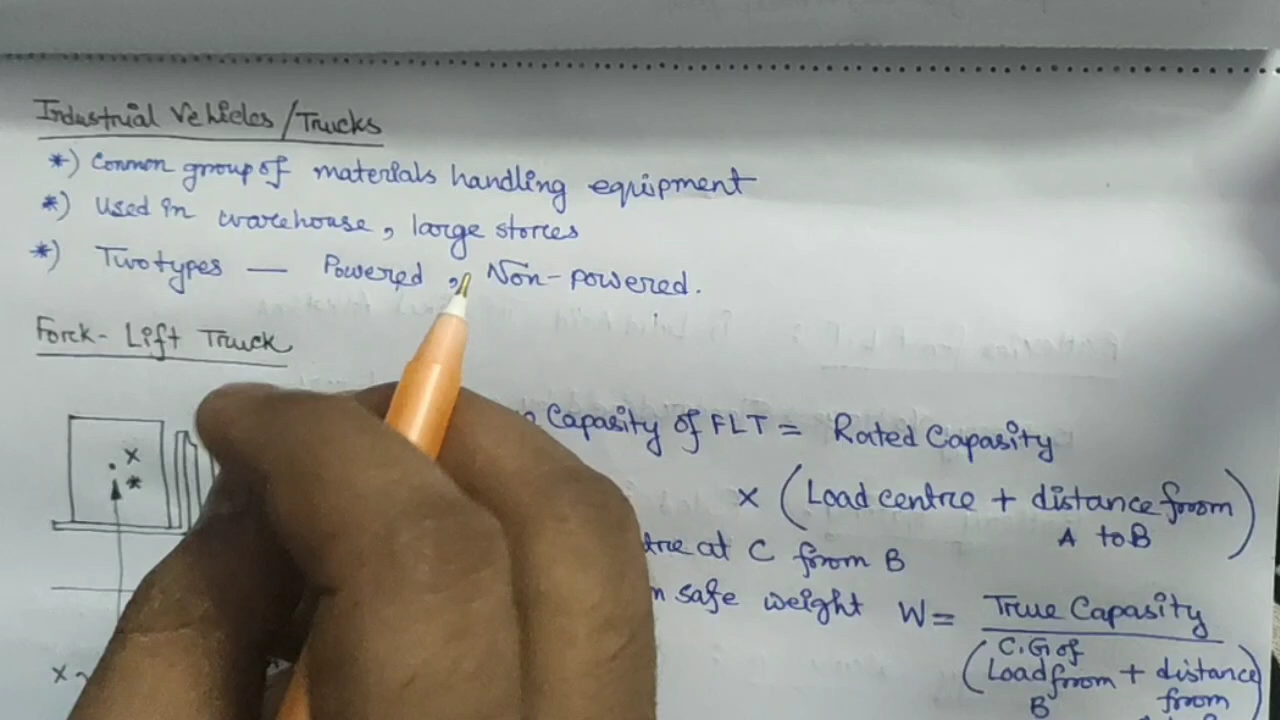 Industrial Vehicles/Trucks
*) Common group of materials handling equipment
*) Used in warehouse, large stores
*) Two types — Powered, Non-powered.
Fork-Lift Truck
Capasity of FLT = Rated Capasity
× (Load centre + distance from
A to B)
at C from B
safe weight W = True Capasity
(C.G of
Load from + distance
B from
X
*
X